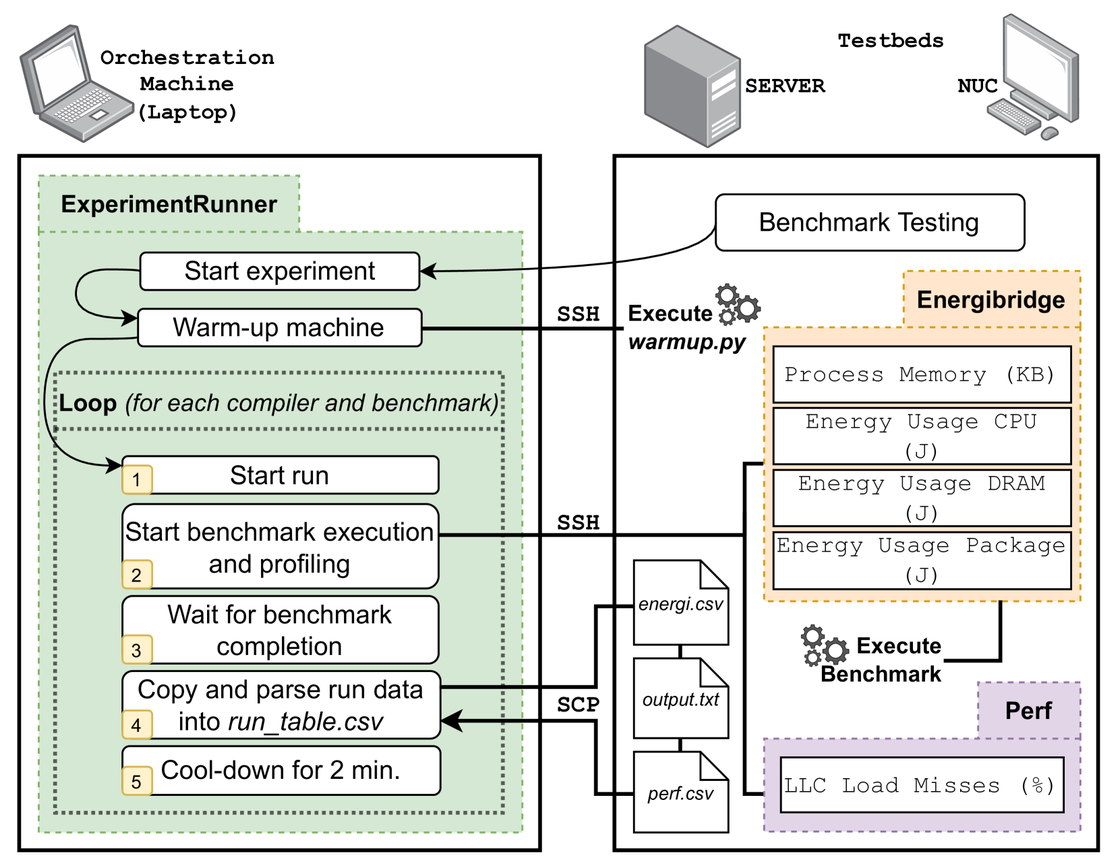 Orchestration
Machine
(Laptop)
SERVER
Testbeds
NUC
ExperimentRunner
Start experiment
Warm-up machine
Loop (for each compiler and benchmark)
1
Start run
Start benchmark execution
and profiling
2
Wait for benchmark
completion
3
Copy and parse run data
into run_table.csv
4
Cool-down for 2 min.
5
SSH
SSH
SCP
Benchmark Testing
Execute
warmup.py
Energibridge
Process Memory (KB)
Energy Usage CPU
(J)
Energy Usage DRAM
(J)
Energy Usage Package
(J)
energi.csv
output.txt
perf.csv
Execute
Benchmark
Perf
LLC Load Misses (%)